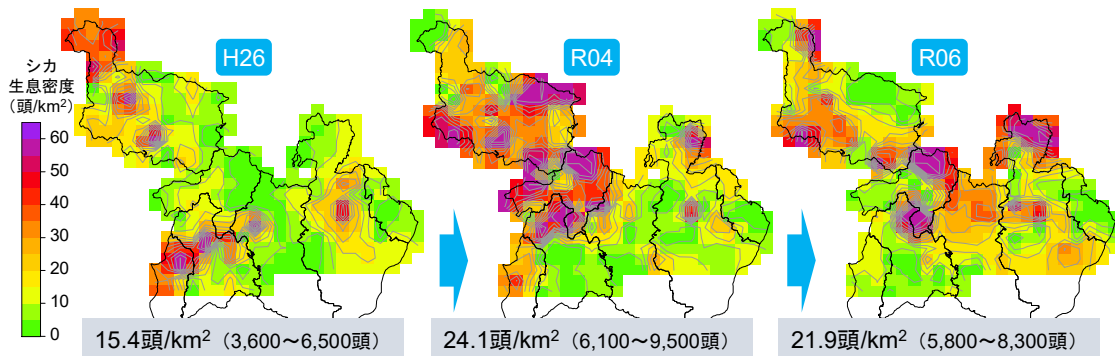 H26
R04
R06
シカ
生息密度
(頭/km²)
60
50
40
30
20
10
0
15.4頭/km²（3,600～6,500頭）
24.1頭/km²（6,100～9,500頭）
21.9頭/km²（5,800～8,300頭）